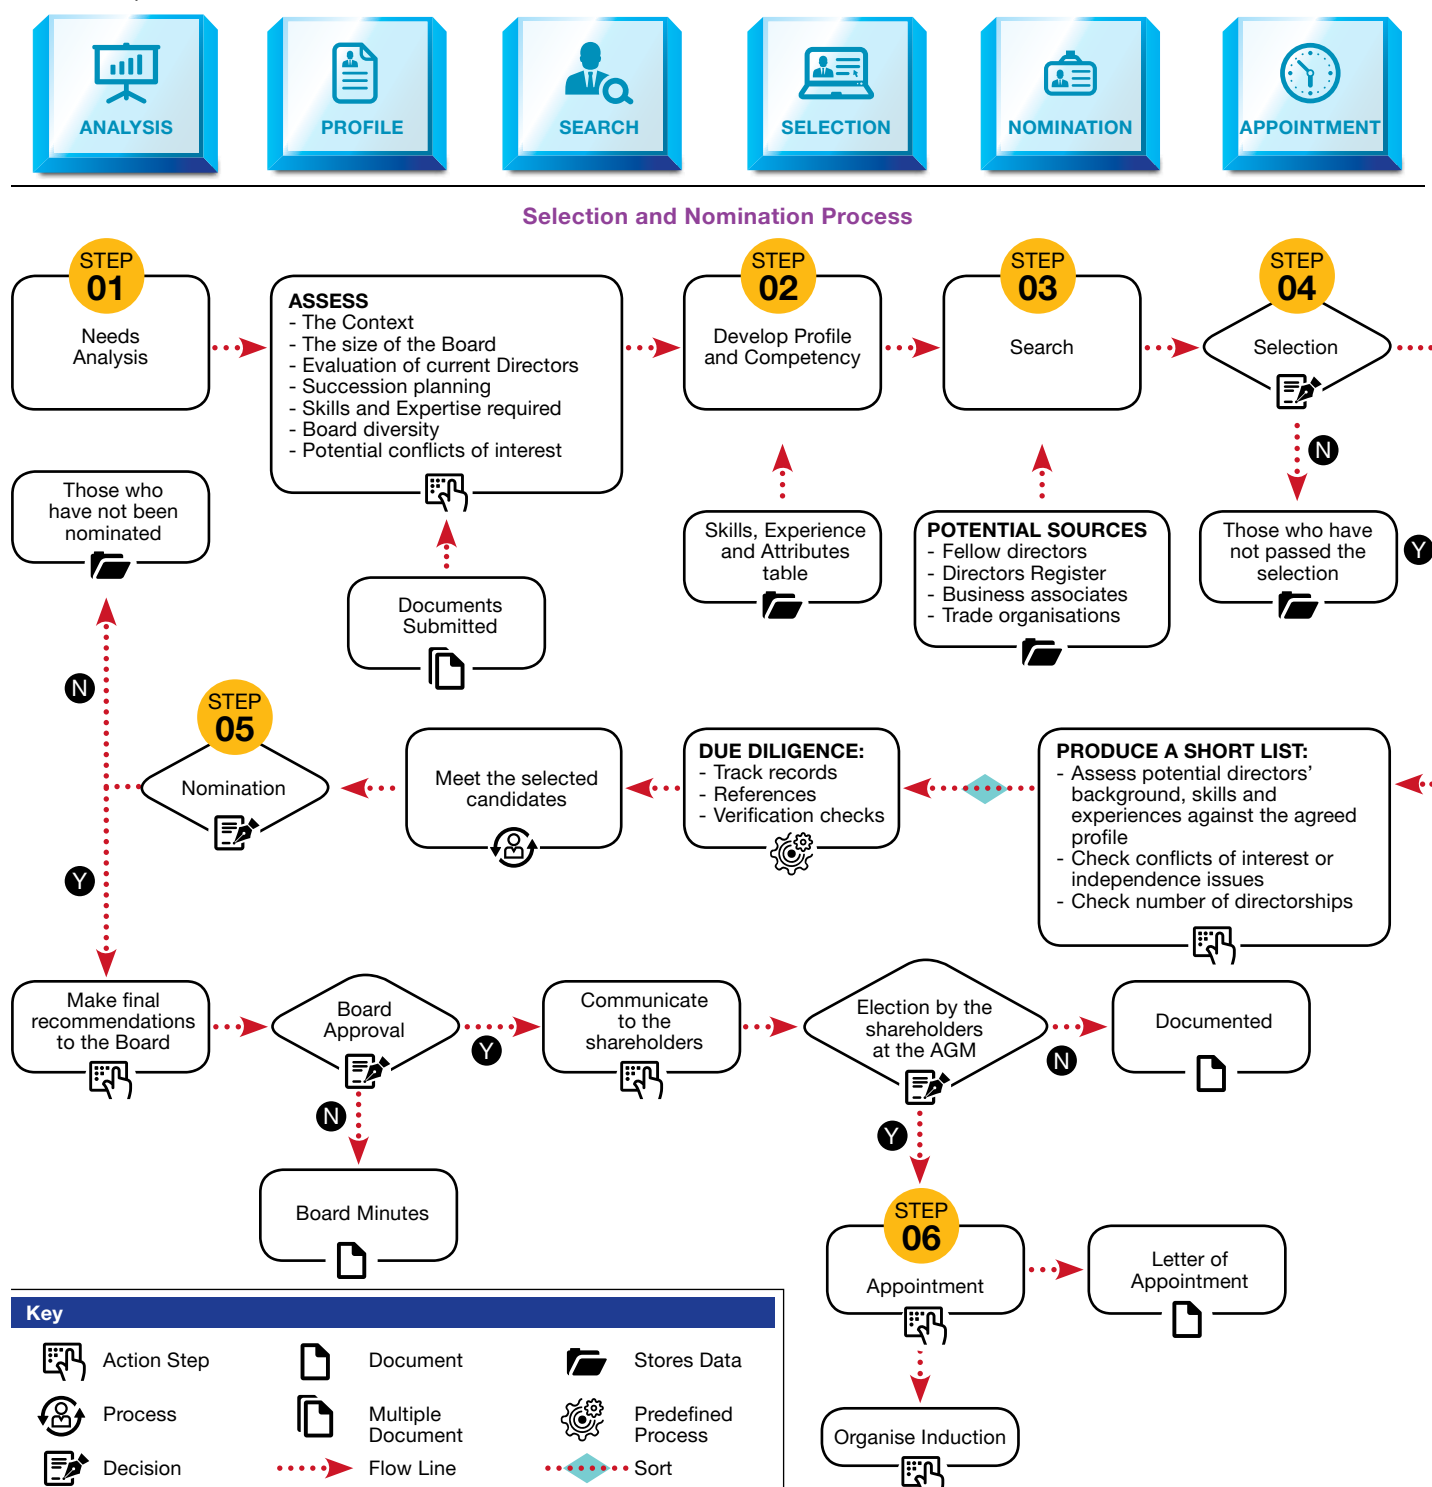 ANALYSIS
PROFILE
SEARCH
SELECTION
NOMINATION
APPOINTMENT
Selection and Nomination Process
STEP
01
Needs
Analysis
ASSESS
- The Context
- The size of the Board
- Evaluation of current Directors
- Succession planning
- Skills and Expertise required
- Board diversity
- Potential conflicts of interest
STEP
02
Develop Profile
and Competency
STEP
03
Search
STEP
04
Selection
N
Those who
have not been
nominated
Documents
Submitted
Skills, Experience
and Attributes
table
POTENTIAL SOURCES
- Fellow directors
- Directors Register
- Business associates
- Trade organisations
Those who have
not passed the
selection
Y
N
STEP
05
Nomination
Meet the selected
candidates
DUE DILIGENCE:
- Track records
- References
- Verification checks
PRODUCE A SHORT LIST:
- Assess potential directors'
background, skills and
experiences against the agreed
profile
- Check conflicts of interest or
independence issues
- Check number of directorships
Y
Make final
recommendations
to the Board
Board
Approval
Y
N
Communicate
to the
shareholders
Election by the
shareholders
at the AGM
N
Documented
Y
Board Minutes
STEP
06
Appointment
Letter of
Appointment
Organise Induction
Key
Action Step
Document
Stores Data
Process
Multiple
Document
Predefined
Process
Decision
Flow Line
Sort